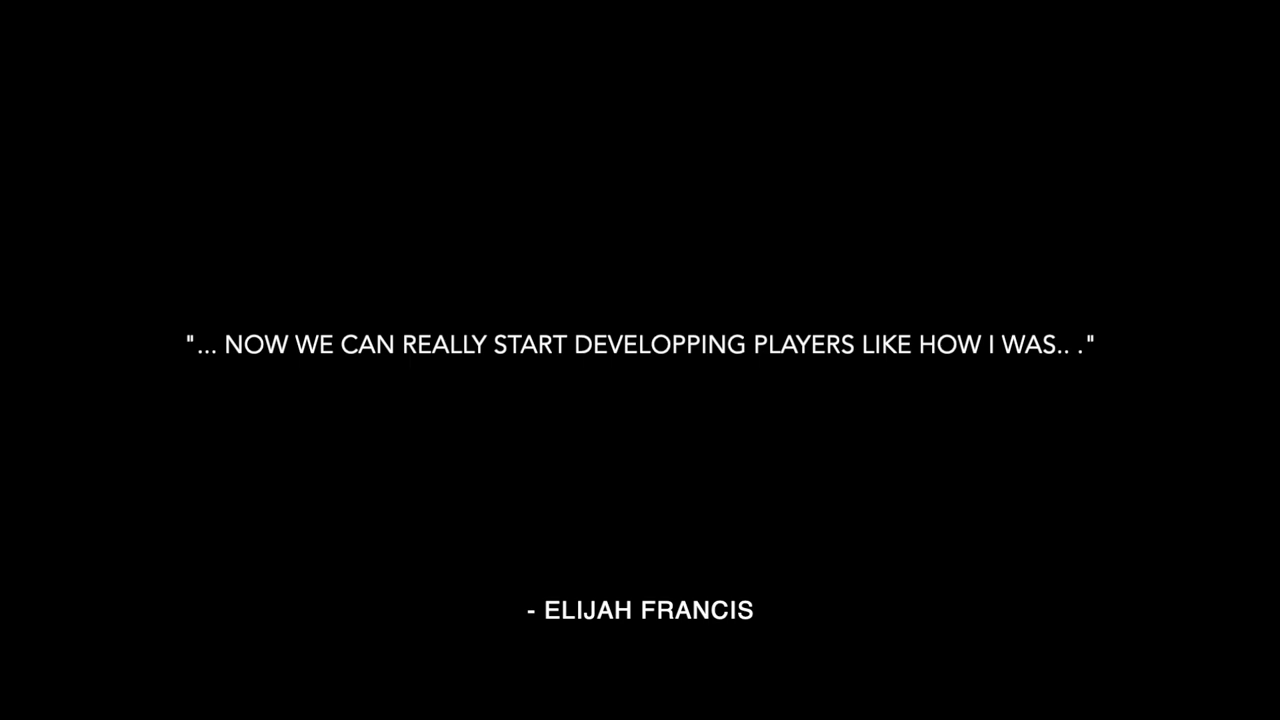 "... NOW WE CAN REALLY START DEVELOPPING PLAYERS LIKE HOW I WAS.. ."
- ELIJAH FRANCIS